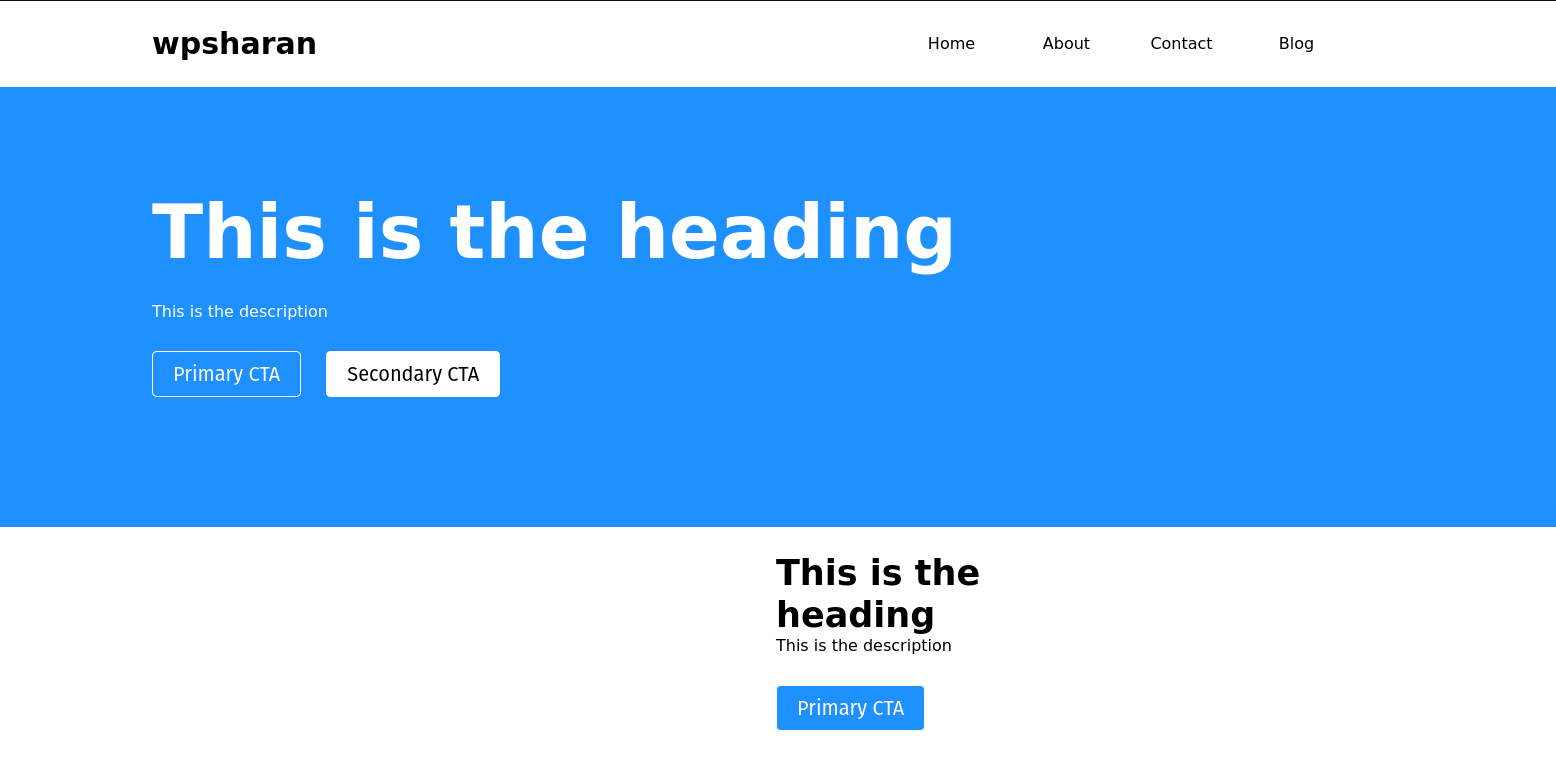 wpsharan
Home About Contact Blog
This is the heading
This is the description
Primary CTA Secondary CTA
This is the
heading
This is the description
Primary CTA